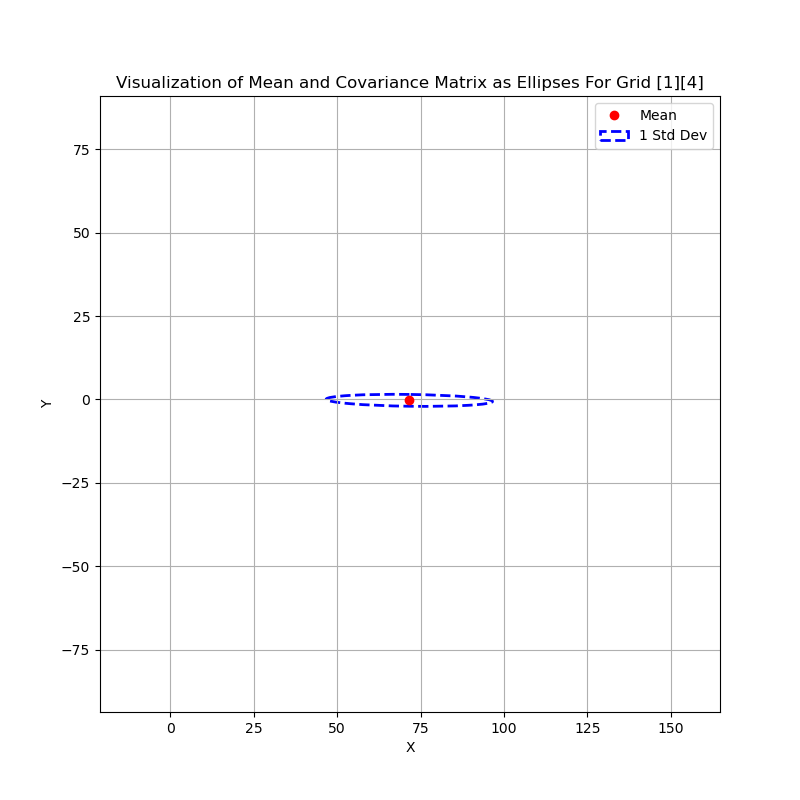 Visualization of Mean and Covariance Matrix as Ellipses For Grid [1][4]
Mean
1 Std Dev
75
50
25
0
−25
−50
−75
Y
0 25 50 75 100 125 150
X